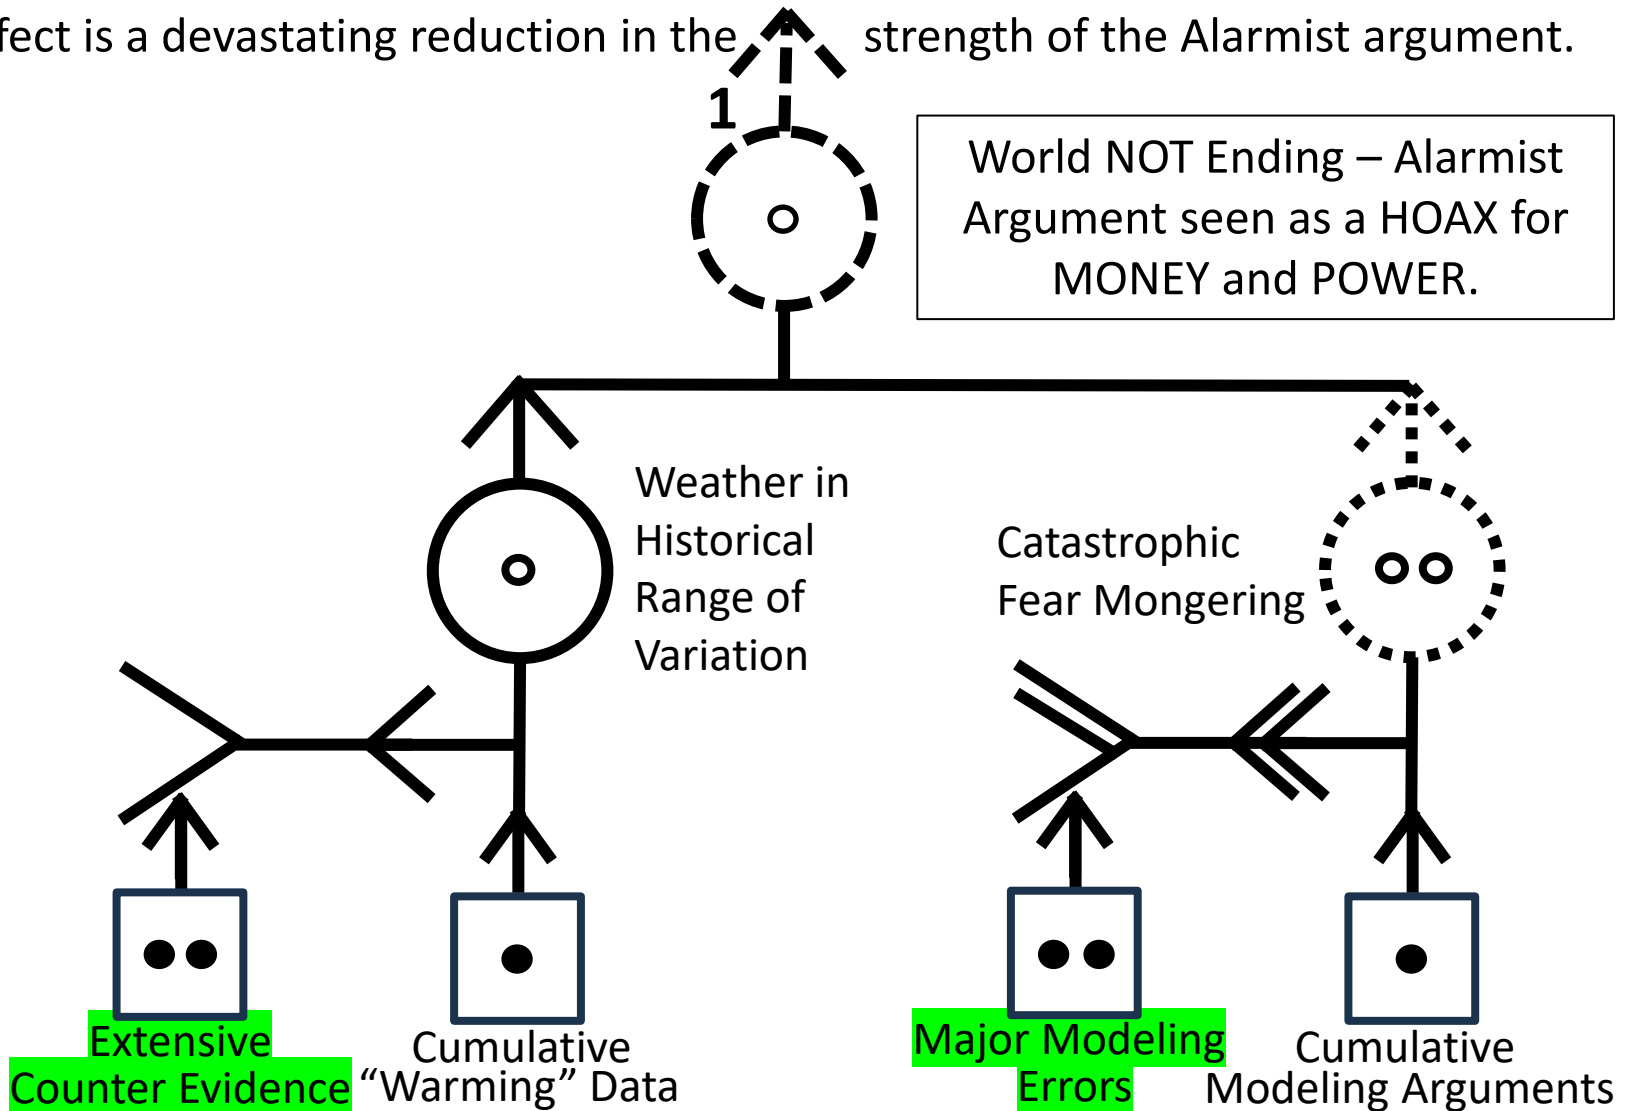 fect is a devastating reduction in the strength of the Alarmist argument.
1
World NOT Ending – Alarmist
Argument seen as a HOAX for
MONEY and POWER.
Weather in
Historical
Range of
Variation
Catastrophic
Fear Mongering
Extensive
Counter Evidence
Cumulative
“Warming” Data
Major Modeling
Errors
Cumulative
Modeling Arguments